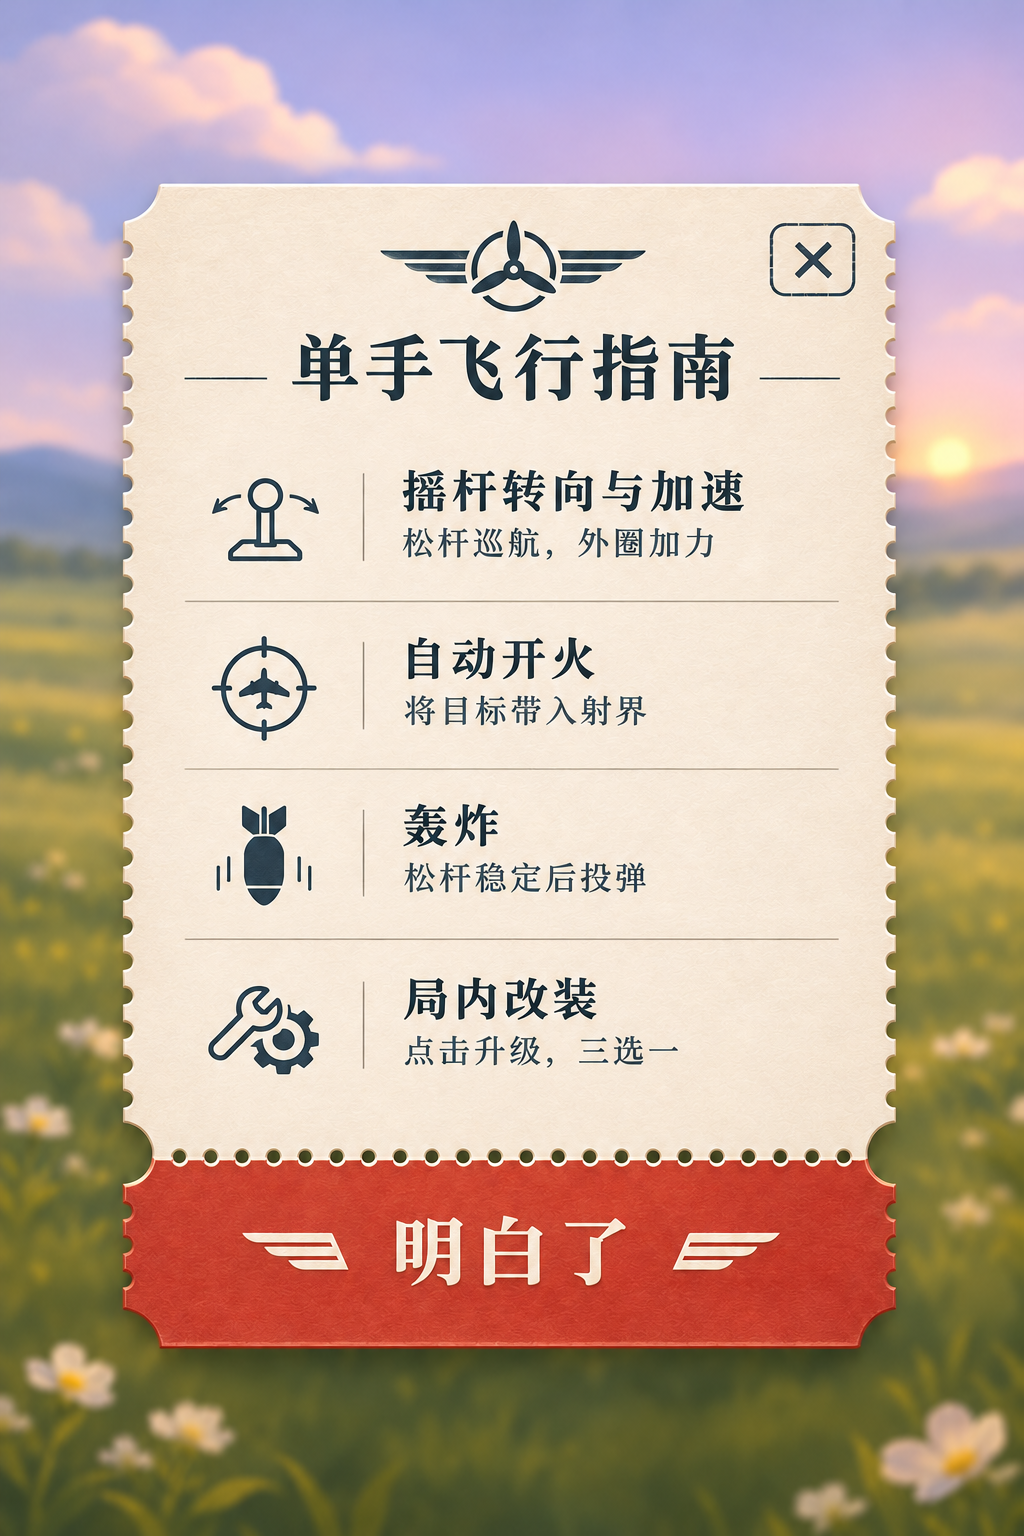 单手飞行指南
摇杆转向与加速
松杆巡航，外圈加力
自动开火
将目标带入射界
轰炸
松杆稳定后投弹
局内改装
点击升级，三选一
明白了